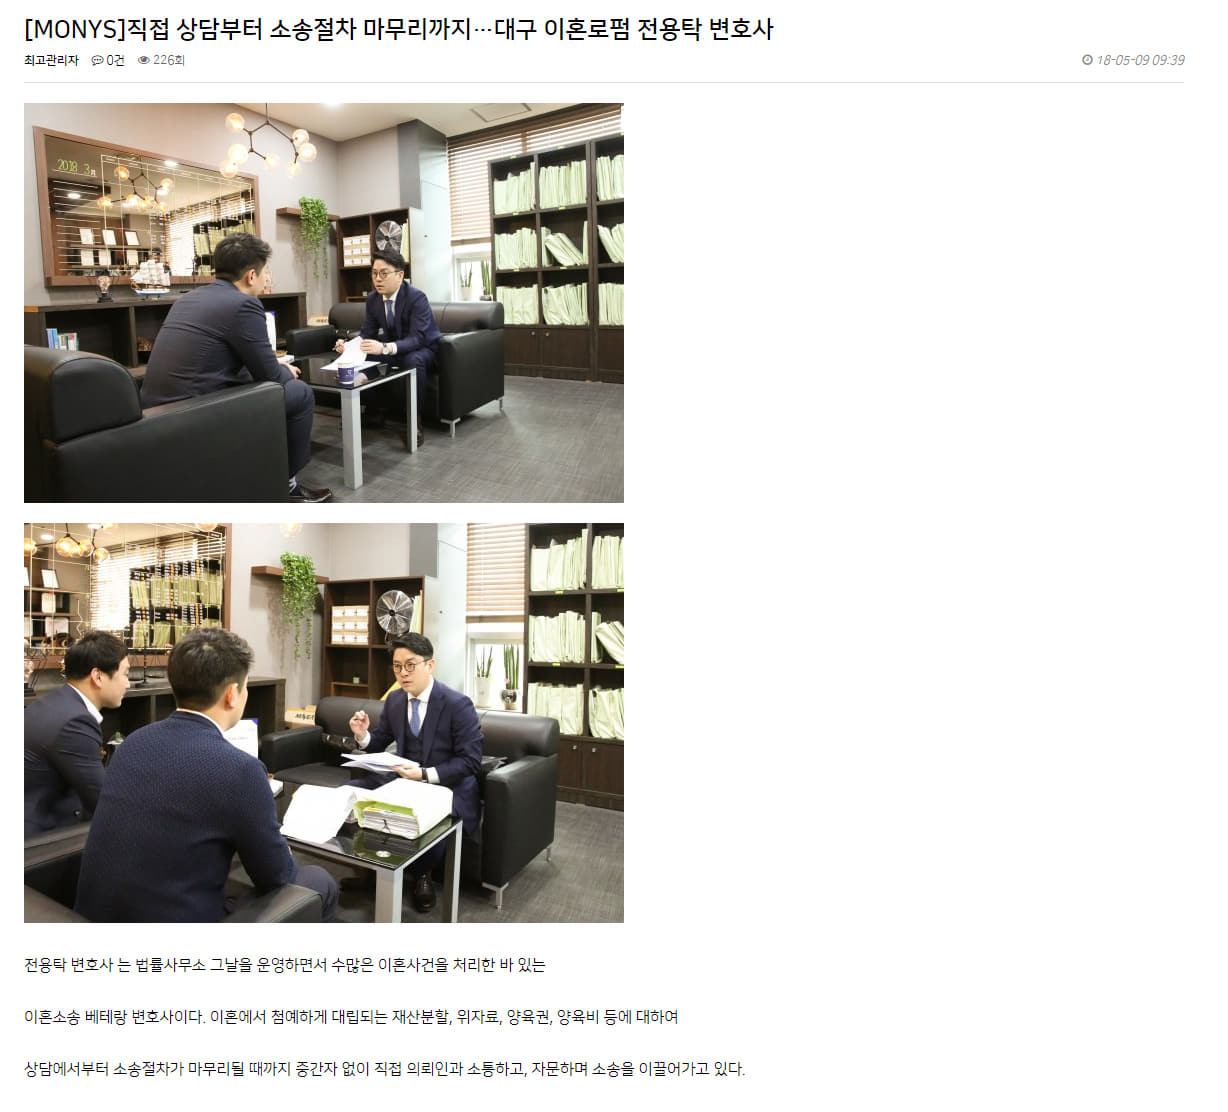 [MONYS]직접 상담부터 소송절차 마무리까지…대구 이혼로펌 전용탁 변호사
최고관리자 0건 226회 18-05-09 09:39
2018 3月
전용탁 변호사 는 법률사무소 그날을 운영하면서 수많은 이혼사건을 처리한 바 있는
이혼소송 베테랑 변호사이다. 이혼에서 첨예하게 대립되는 재산분할, 위자료, 양육권, 양육비 등에 대하여
상담에서부터 소송절차가 마무리될 때까지 중간자 없이 직접 의뢰인과 소통하고, 자문하며 소송을 이끌어가고 있다.